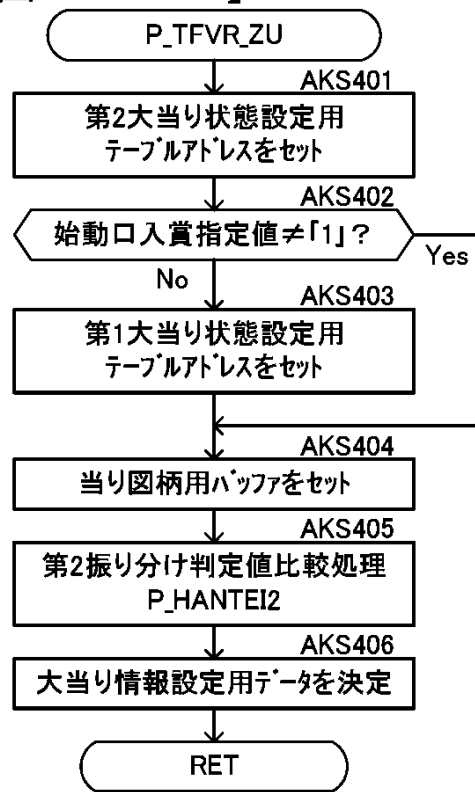 P_TFVR_ZU
AKS401
第2大当り状態設定用
テーブルアドレスをセット
AKS402
始動口入賞指定値≠「1」？
Yes
No
AKS403
第1大当り状態設定用
テーブルアドレスをセット
AKS404
当り図柄用バッファをセット
AKS405
第2振り分け判定値比較処理
P_HANTEI2
AKS406
大当り情報設定用データを決定
RET